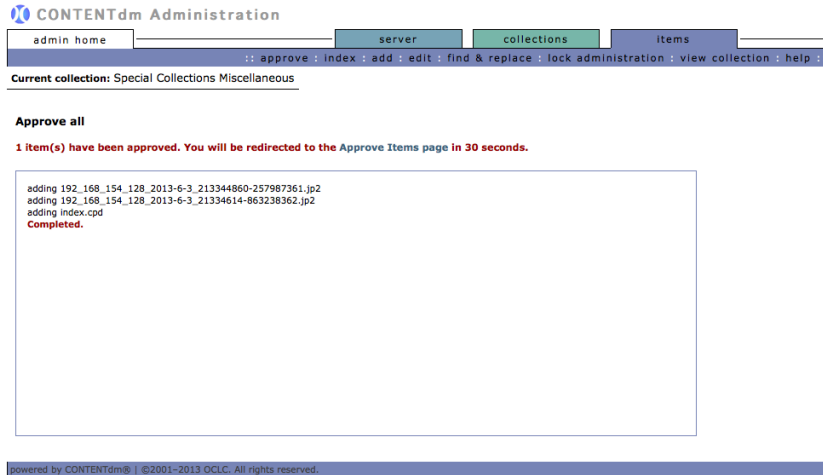 CONTENTdm Administration
admin home server collections items
:: approve : index : add : edit : find & replace : lock administration : view collection : help :
Current collection: Special Collections Miscellaneous
Approve all
1 item(s) have been approved. You will be redirected to the Approve Items page in 30 seconds.
adding 192_168_154_128_2013-6-3_213344860-257987361.jp2
adding 192_168_154_128_2013-6-3_21334614-863238362.jp2
adding index.cpd
Completed.
powered by CONTENTdm® | ©2001–2013 OCLC. All rights reserved.